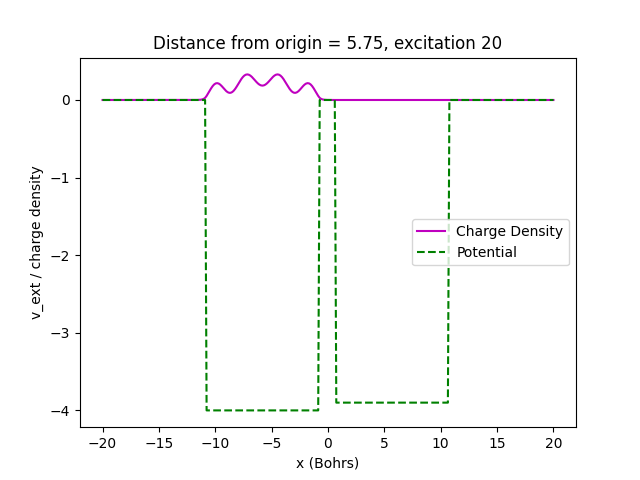 Distance from origin = 5.75, excitation 20
v_ext / charge density
0
−1
−2
−3
−4
Charge Density
Potential
−20
−15
−10
−5
0
5
10
15
20
x (Bohrs)